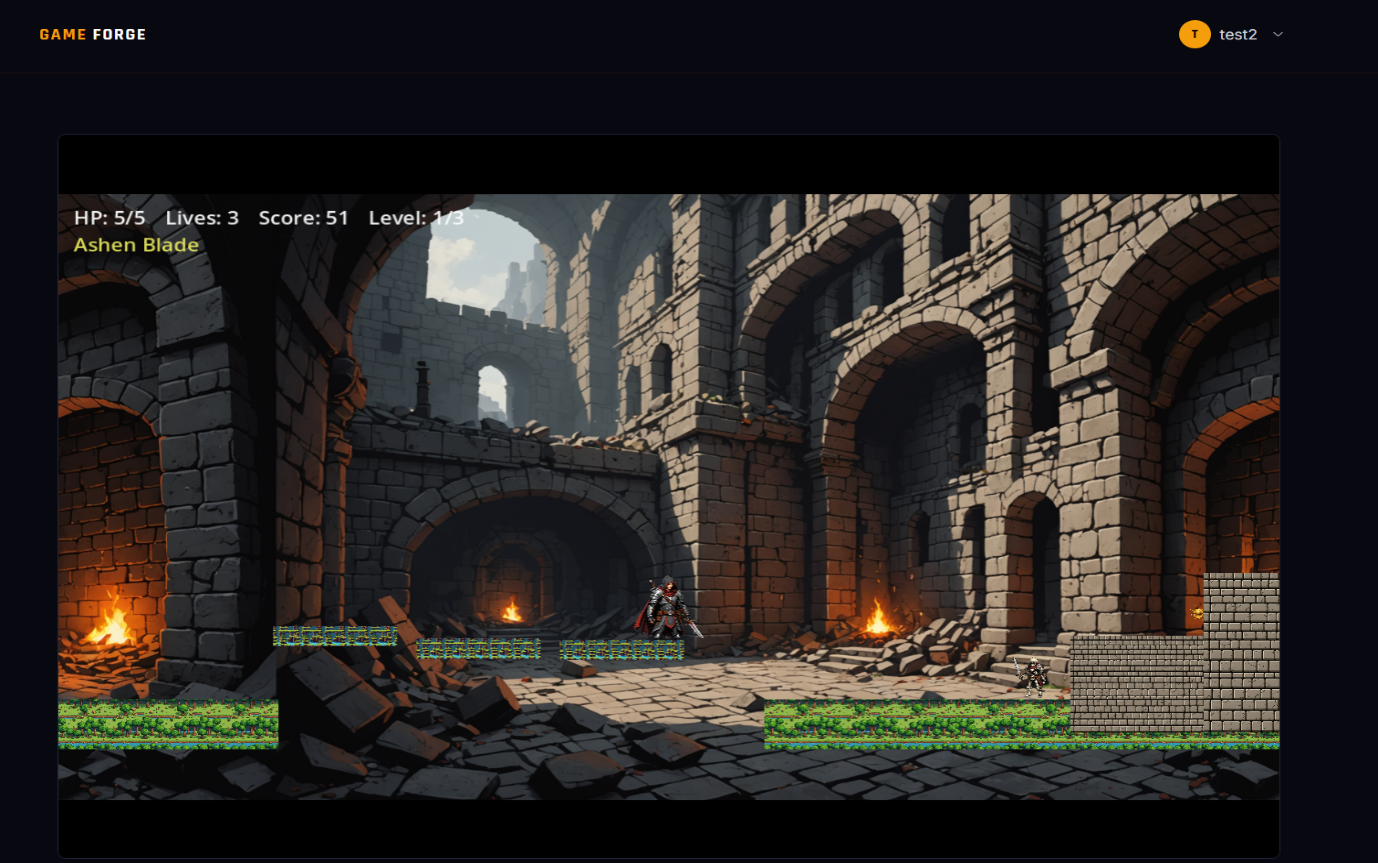 GAME FORGE
T test2
HP: 5/5 Lives: 3 Score: 51 Level: 1/3
Ashen Blade